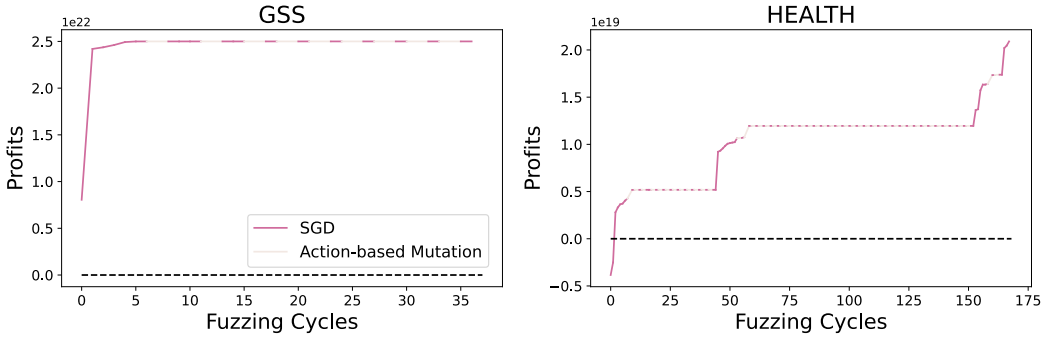 GSS
1e22
2.5
2.0
1.5
1.0
0.5
0.0
Profits
SGD
Action-based Mutation
0 5 10 15 20 25 30 35
Fuzzing Cycles
HEALTH
1e19
2.0
1.5
1.0
0.5
0.0
−0.5
Profits
0 25 50 75 100 125 150 175
Fuzzing Cycles